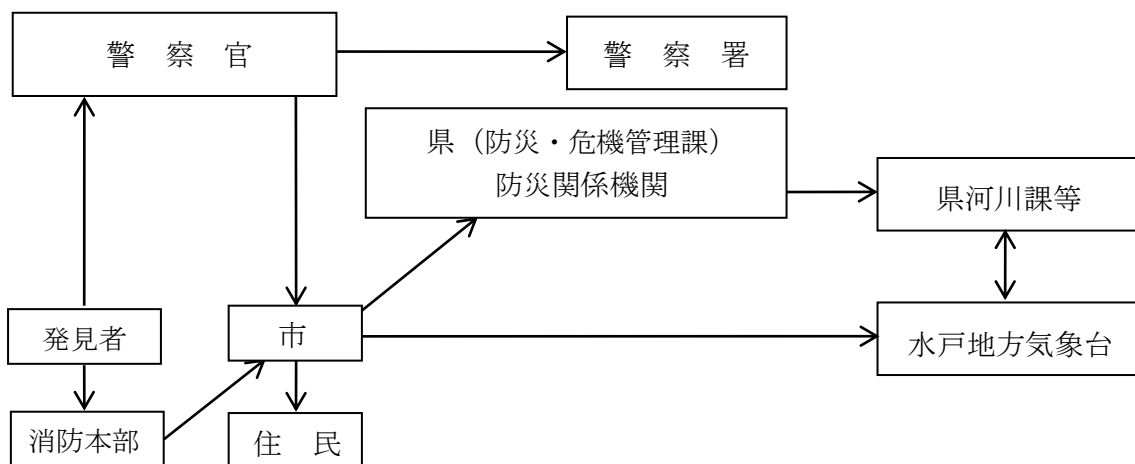 警　察　官
警　察　署
県（防災・危機管理課）
防災関係機関
県河川課等
発見者
市
水戸地方気象台
消防本部
住　民